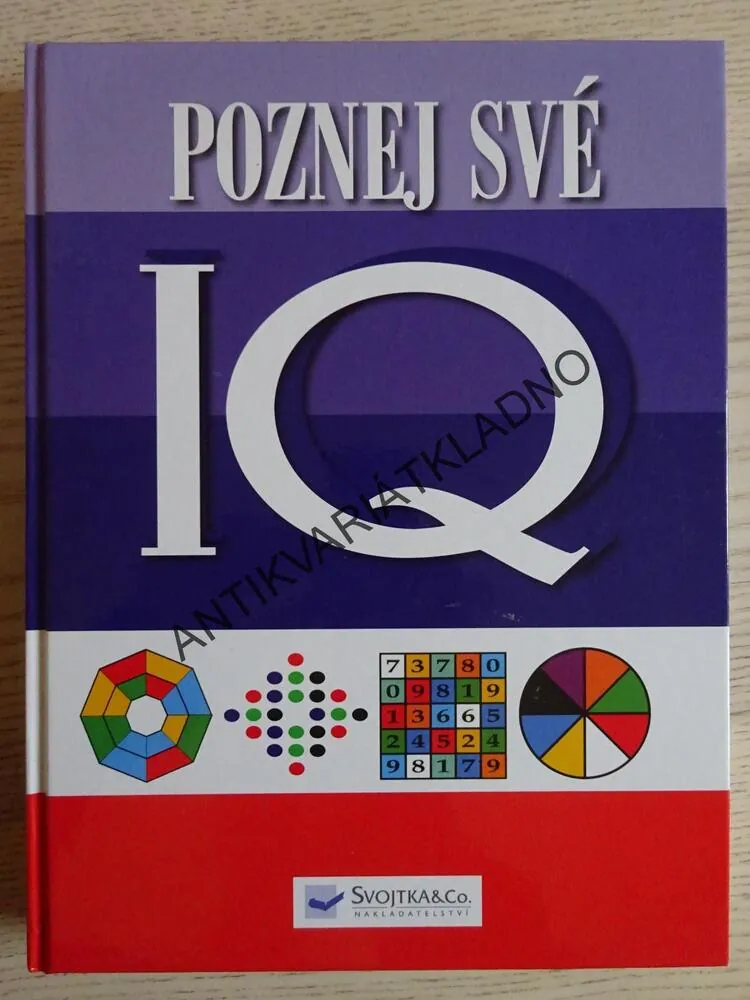 POZNEJ SVÉ
IQ
ANTIKVARIÁTKLADNO
7 3 7 8 0
0 9 8 1 9
1 3 6 6 5
2 4 5 2 4
9 8 1 7 9
SVOJTKA&CO.
NAKLADATELSTVÍ